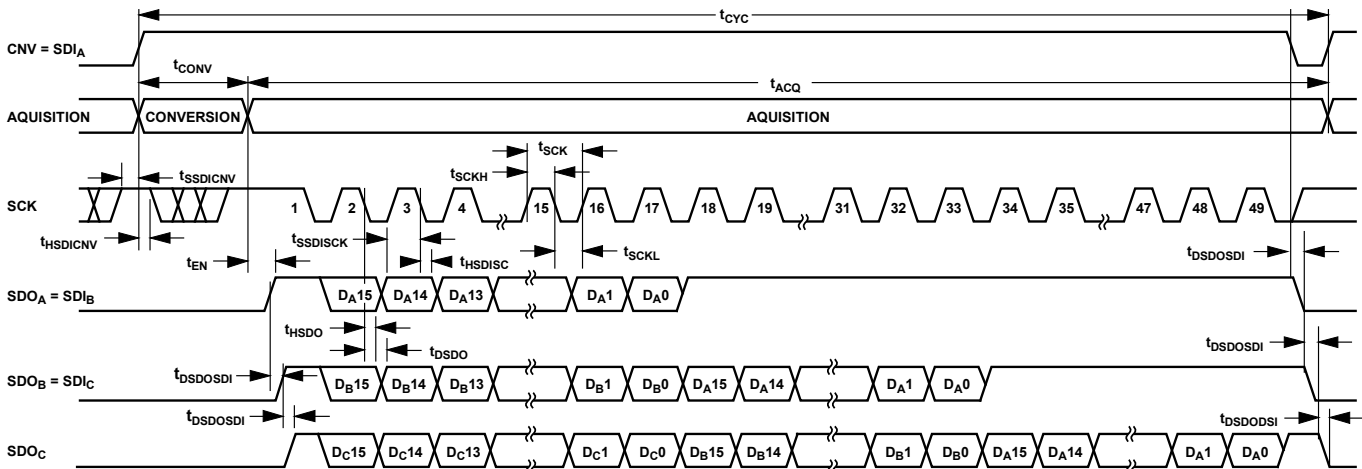 tCYC
CNV = SDIA
tCONV
tACQ
AQUISITION CONVERSION AQUISITION
tSCK
tSSDICNV tSCKH
SCK 1 2 3 4 15 16 17 18 19 31 32 33 34 35 47 48 49
tHSDICNV tSSDISCK
tEN tHSDISC tSCKL tDSDOSDI
SDOA = SDIB DA15 DA14 DA13 DA1 DA0
tHSDO
tDSDO tDSDOSDI
tDSDOSDI
SDOB = SDIC DB15 DB14 DB13 DB1 DB0 DA15 DA14 DA1 DA0
tDSDOSDI tDSDODSI
SDOC DC15 DC14 DC13 DC1 DC0 DB15 DB14 DB1 DB0 DA15 DA14 DA1 DA0